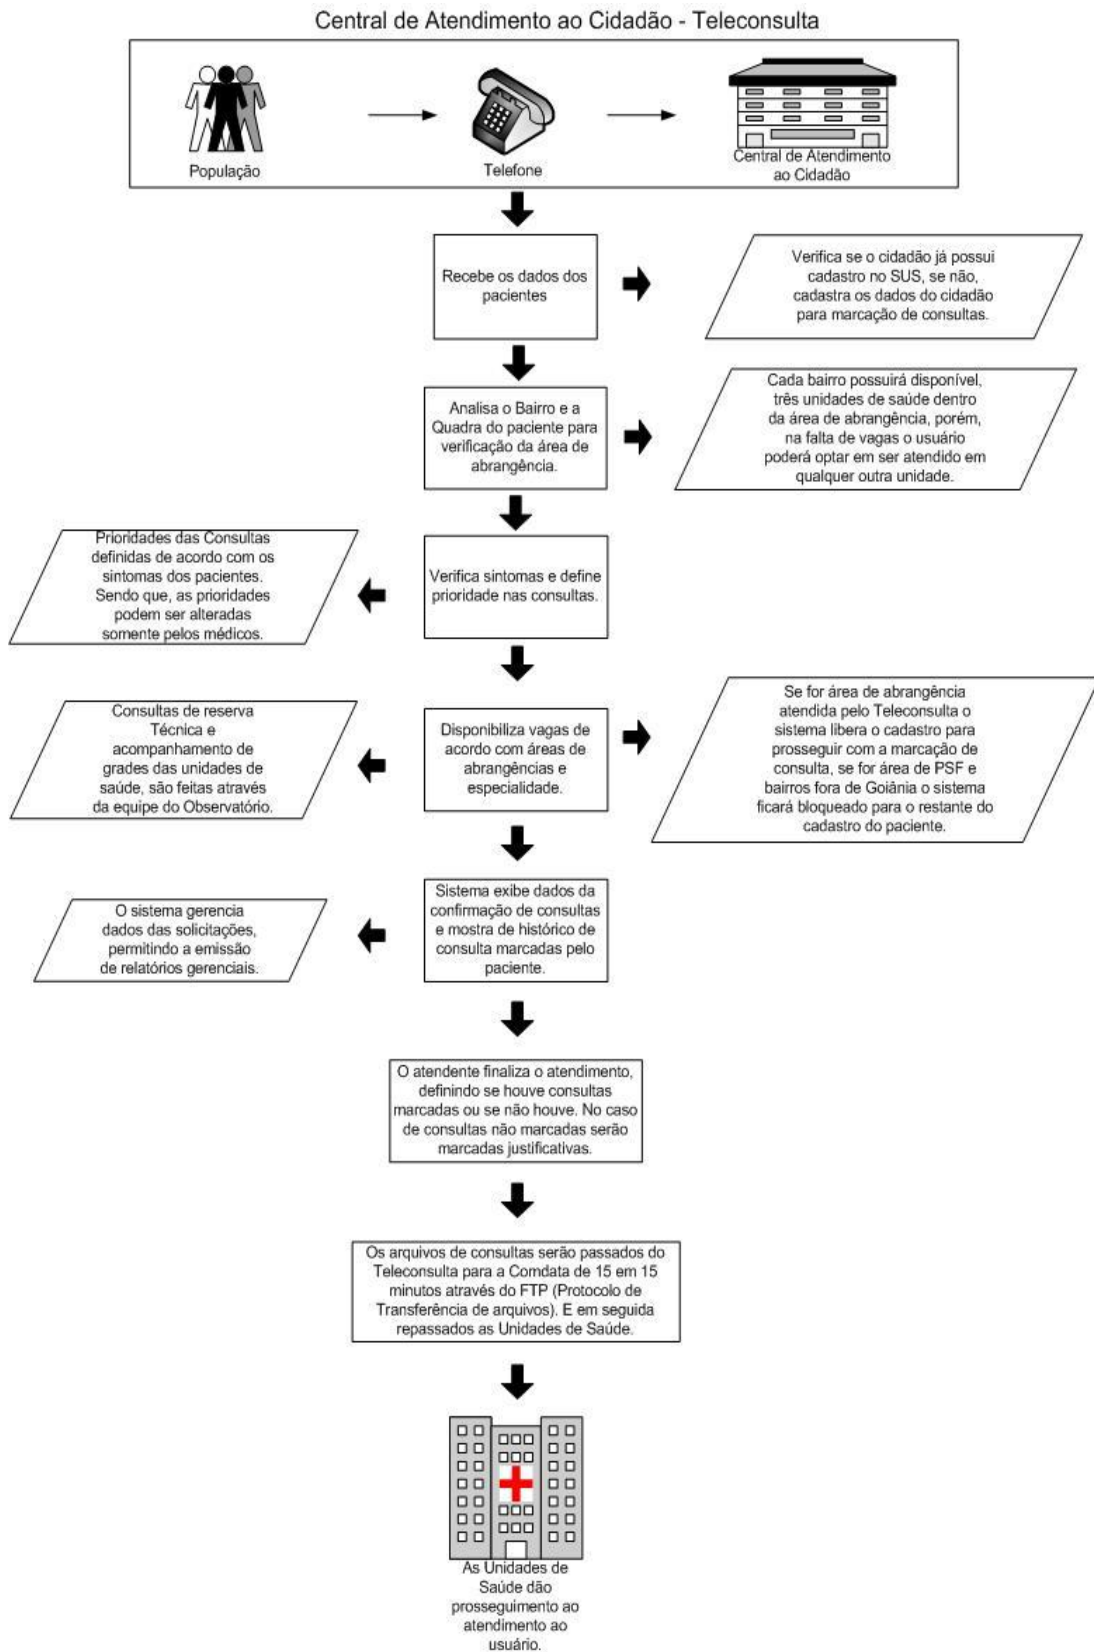 Central de Atendimento ao Cidadão - Teleconsulta
População
Telefone
Central de Atendimento
ao Cidadão
Recebe os dados dos
pacientes
Verifica se o cidadão já possui
cadastro no SUS, se não,
cadastra os dados do cidadão
para marcação de consultas.
Analisa o Bairro e a
Quadra do paciente para
verificação da área de
abrangência.
Cada bairro possuirá disponível,
três unidades de saúde dentro
da área de abrangência, porém,
na falta de vagas o usuário
poderá optar em ser atendido em
qualquer outra unidade.
Prioridades das Consultas
definidas de acordo com os
sintomas dos pacientes.
Sendo que, as prioridades
podem ser alteradas
somente pelos médicos.
Verifica sintomas e define
prioridade nas consultas.
Consultas de reserva
Técnica e
acompanhamento de
grades das unidades de
saúde, são feitas através
da equipe do Observatório.
Disponibiliza vagas de
acordo com áreas de
abrangências e
especialidade.
Se for área de abrangência
atendida pelo Teleconsulta o
sistema libera o cadastro para
prosseguir com a marcação de
consulta, se for área de PSF e
bairros fora de Goiânia o sistema
ficará bloqueado para o restante do
cadastro do paciente.
O sistema gerencia
dados das solicitações,
permitindo a emissão
de relatórios gerenciais.
Sistema exibe dados da
confirmação de consultas
e mostra de histórico de
consulta marcadas pelo
paciente.
O atendente finaliza o atendimento,
definindo se houve consultas
marcadas ou se não houve. No caso
de consultas não marcadas serão
marcadas justificativas.
Os arquivos de consultas serão passados do
Teleconsulta para a Comdata de 15 em 15
minutos através do FTP (Protocolo de
Transferência de arquivos). E em seguida
repassados as Unidades de Saúde.
As Unidades de
Saúde dão
prosseguimento ao
atendimento ao
usuário.